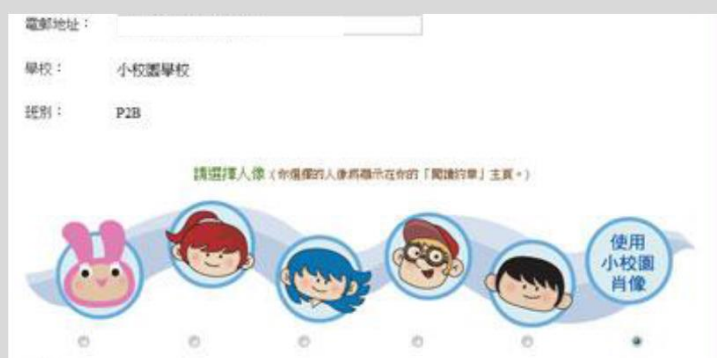 電郵地址：
學校： 小校園學校
班別： P2B
請選擇人像 (你選擇的人像將顯示在你的「閱讀約章」主頁。)
使用
小校園
肖像